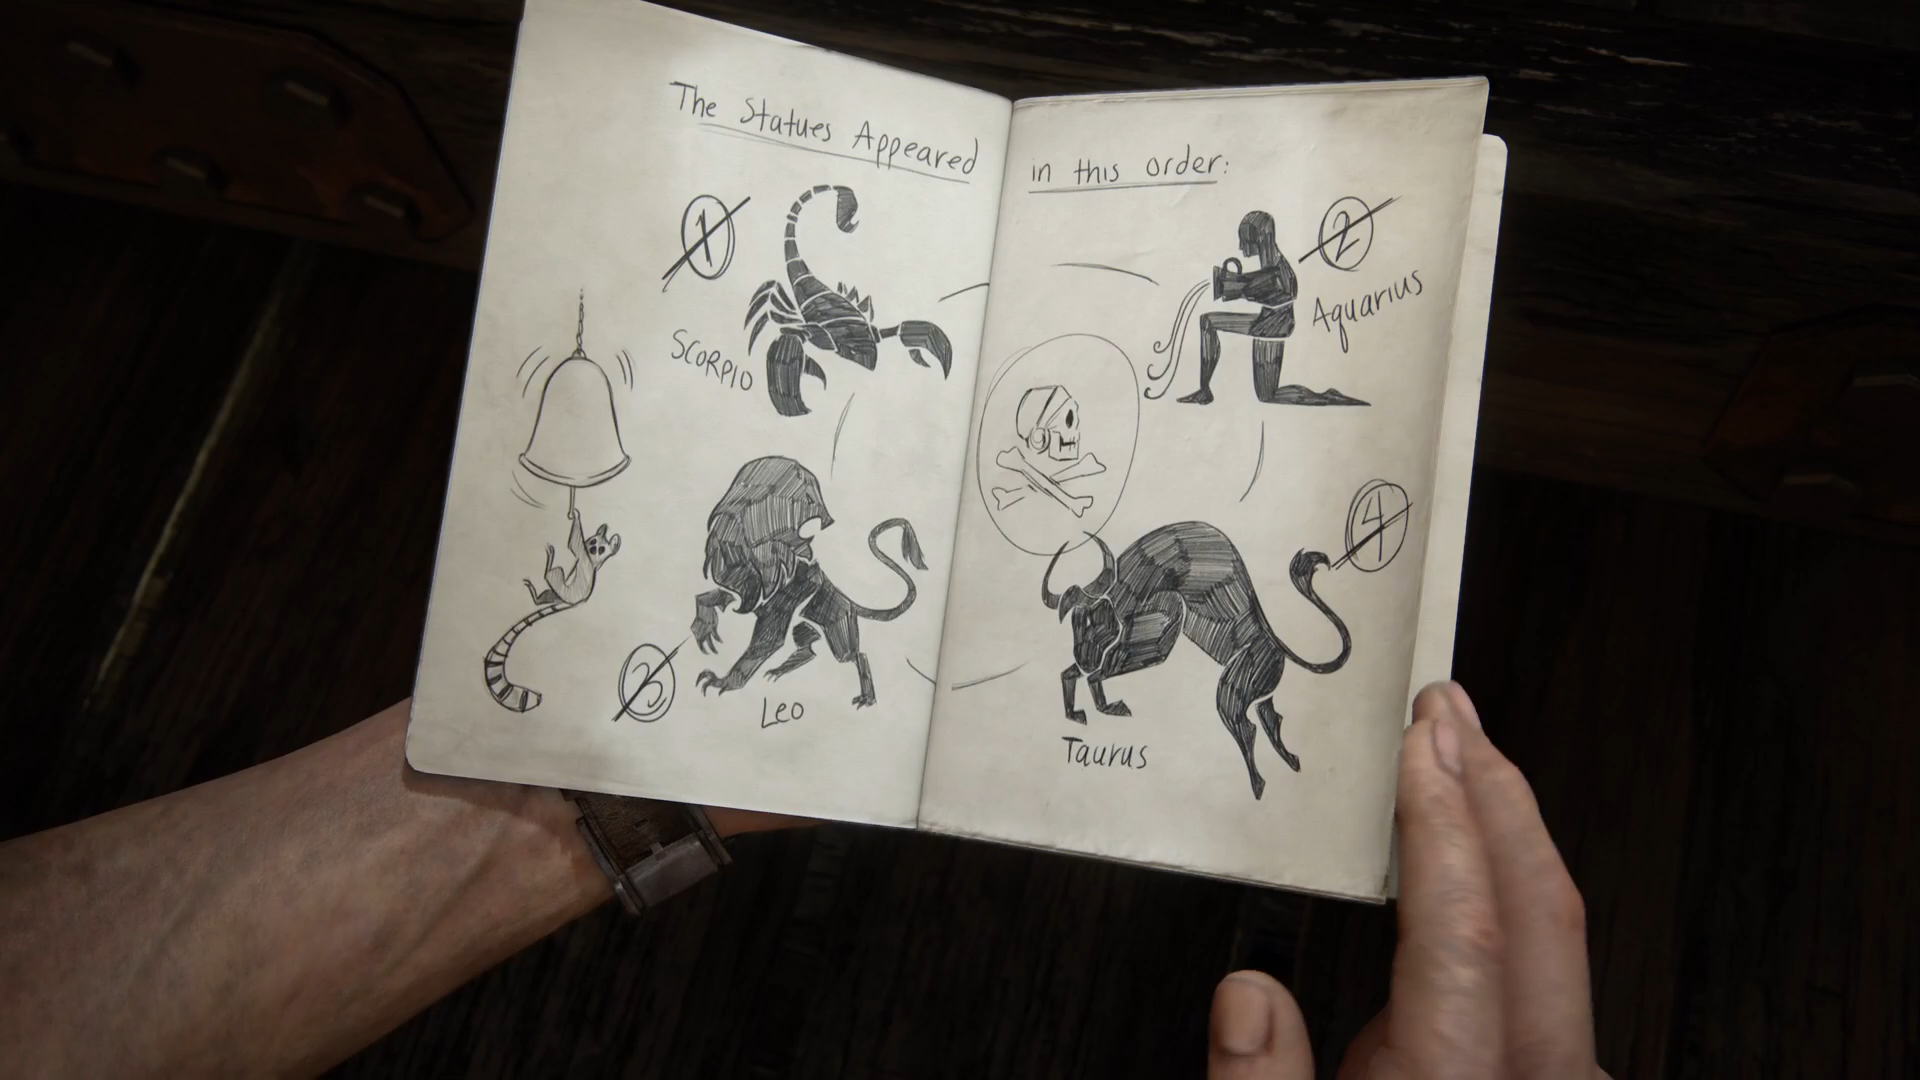 The Statues Appeared
in this order:
1
SCORPIO
2
Aquarius
3
Leo
4
Taurus